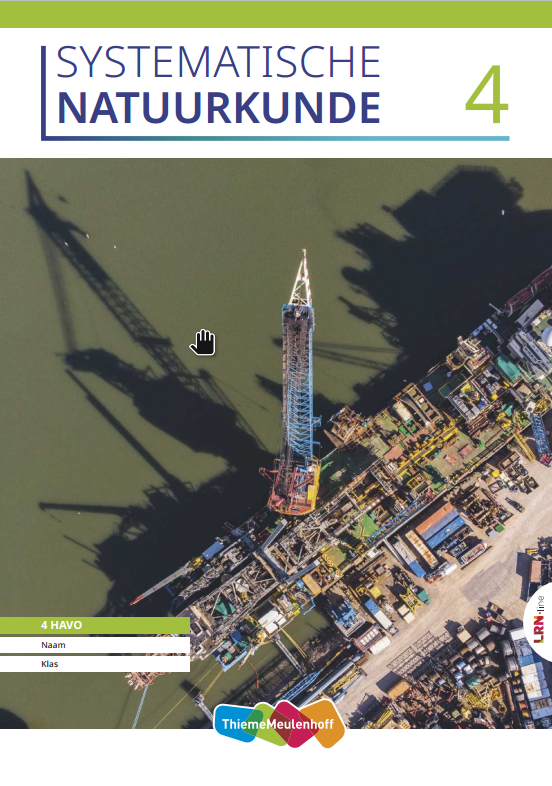 SYSTEMATISCHE
NATUURKUNDE
4
4 HAVO
Naam
Klas
LRN-line
ThiemeMeulenhoff